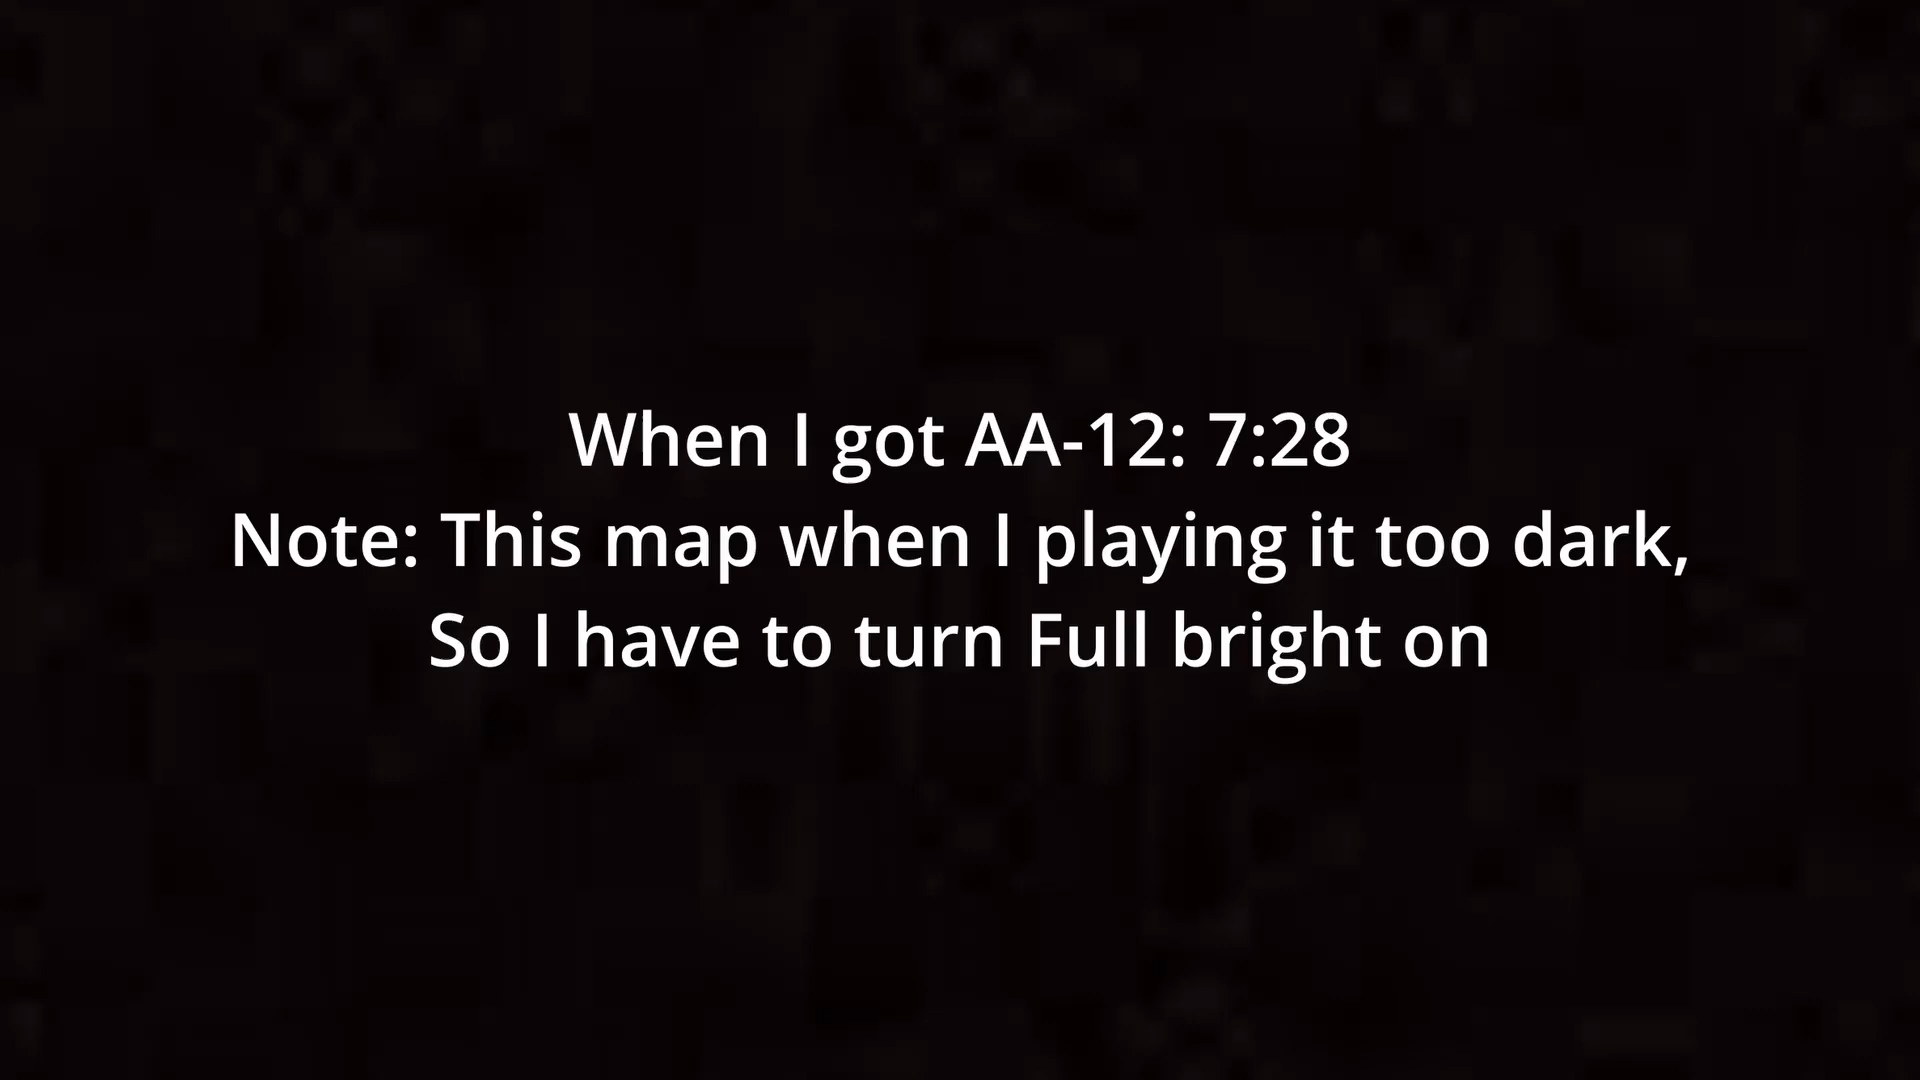 When I got AA-12: 7:28
Note: This map when I playing it too dark,
So I have to turn Full bright on